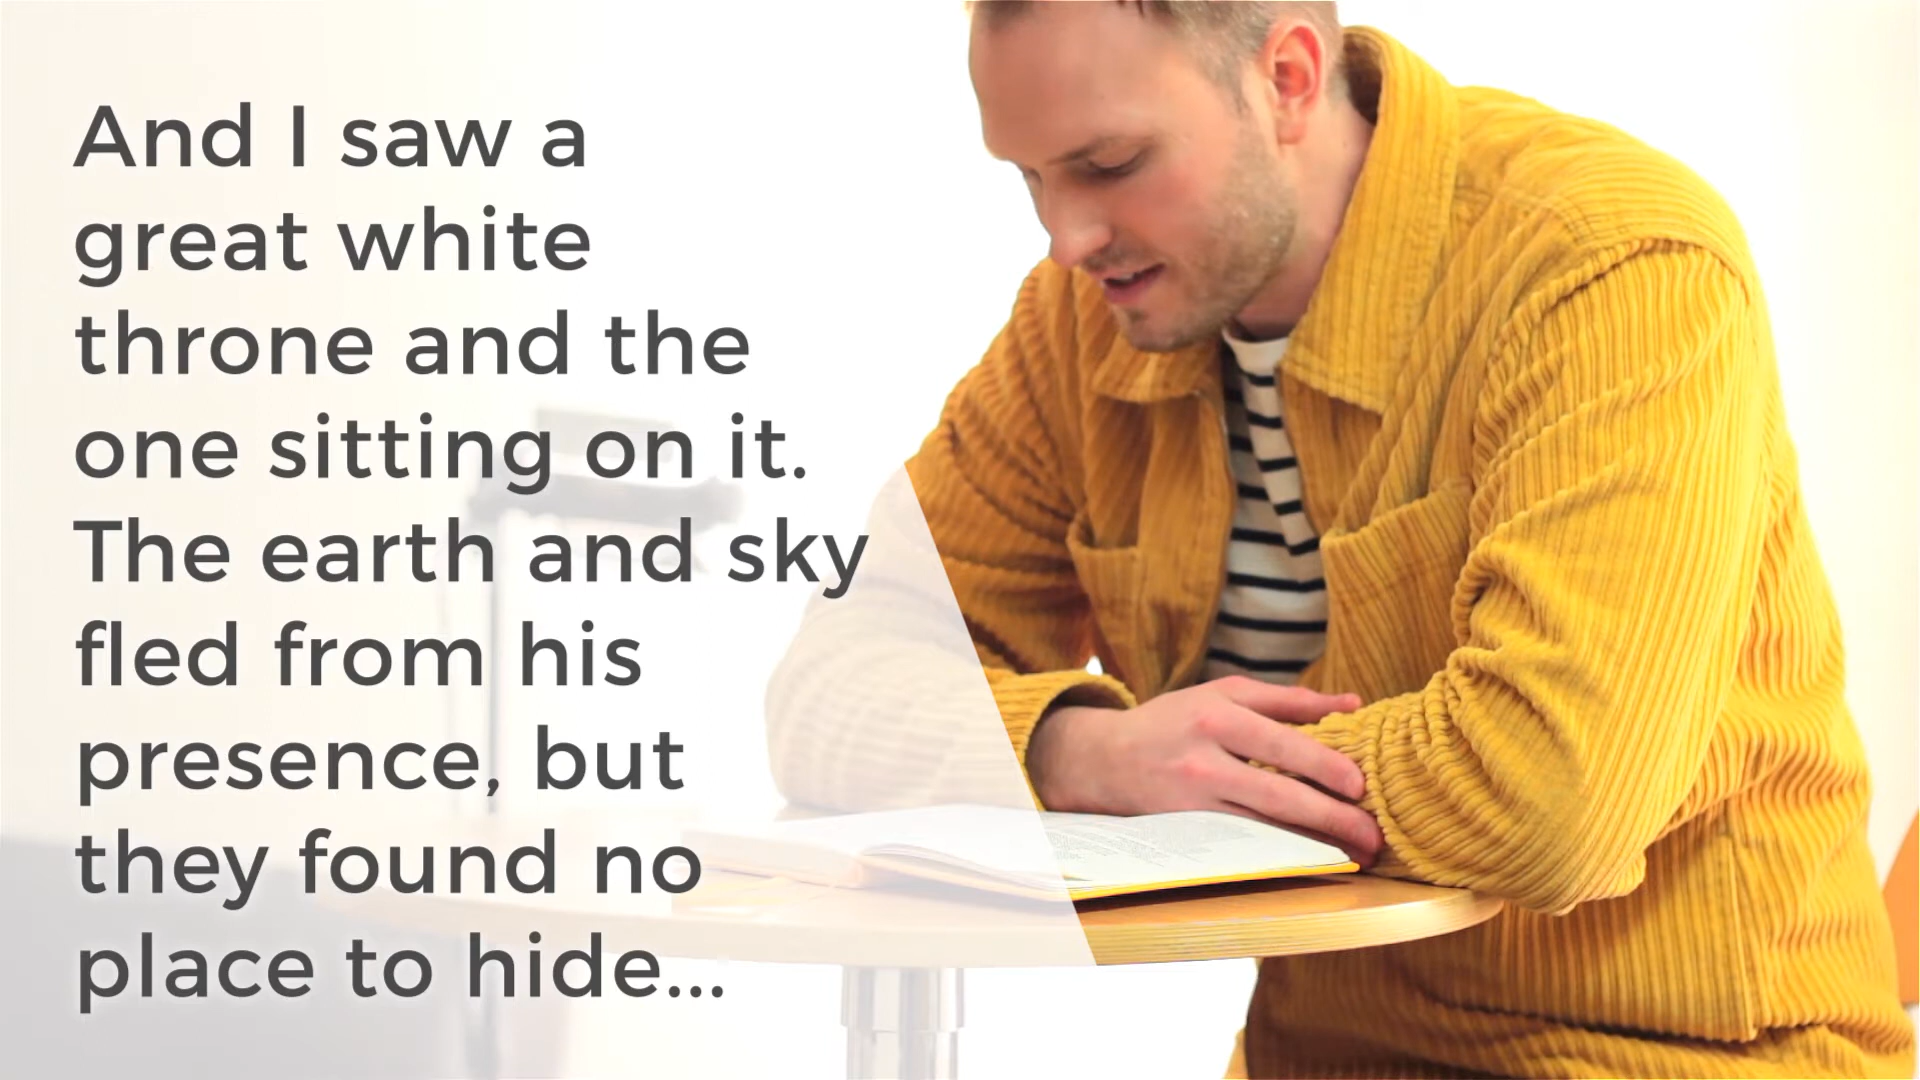 And I saw a
great white
throne and the
one sitting on it.
The earth and sky
fled from his
presence, but
they found no
place to hide...